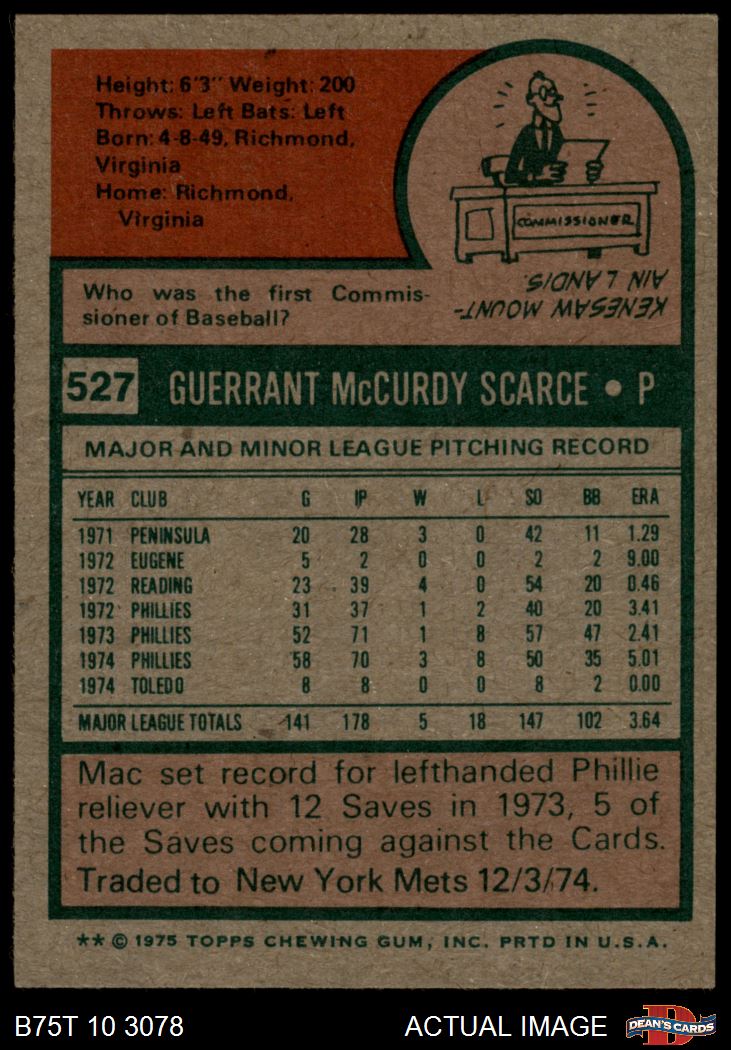 Height: 6'3" Weight: 200
Throws: Left Bats: Left
Born: 4-8-49, Richmond,
Virginia
Home: Richmond,
Virginia
COMMISSIONER
KENESAW MOUNT-
AIN LANDIS.
Who was the first Commis-
sioner of Baseball?
527 GUERRANT McCURDY SCARCE • P
MAJOR AND MINOR LEAGUE PITCHING RECORD
YEAR CLUB G IP W L SO BB ERA
1971 PENINSULA 20 28 3 0 42 11 1.29
1972 EUGENE 5 2 0 0 2 2 9.00
1972 READING 23 39 4 0 54 20 0.46
1972 PHILLIES 31 37 1 2 40 20 3.41
1973 PHILLIES 52 71 1 8 57 47 2.41
1974 PHILLIES 58 70 3 8 50 35 5.01
1974 TOLEDO 8 8 0 0 8 2 0.00
MAJOR LEAGUE TOTALS 141 178 5 18 147 102 3.64
Mac set record for lefthanded Phillie
reliever with 12 Saves in 1973, 5 of
the Saves coming against the Cards.
Traded to New York Mets 12/3/74.
** © 1975 TOPPS CHEWING GUM, INC. PRTD IN U.S.A.
B75T 10 3078 ACTUAL IMAGE D DEAN'S CARDS